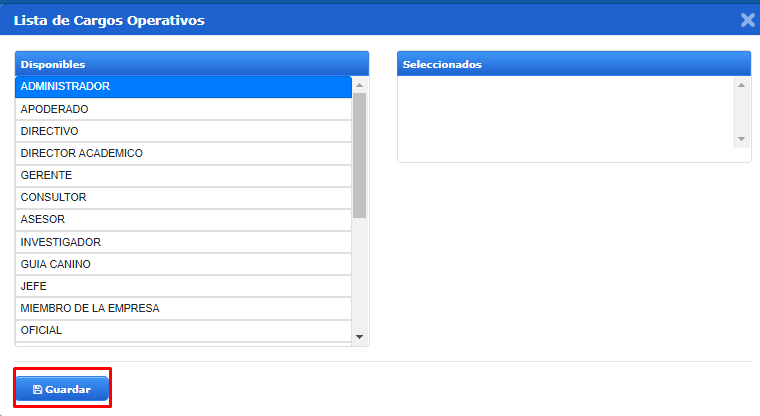 Lista de Cargos Operativos
Disponibles
ADMINISTRADOR
APODERADO
DIRECTIVO
DIRECTOR ACADEMICO
GERENTE
CONSULTOR
ASESOR
INVESTIGADOR
GUIA CANINO
JEFE
MIEMBRO DE LA EMPRESA
OFICIAL
Seleccionados
Guardar